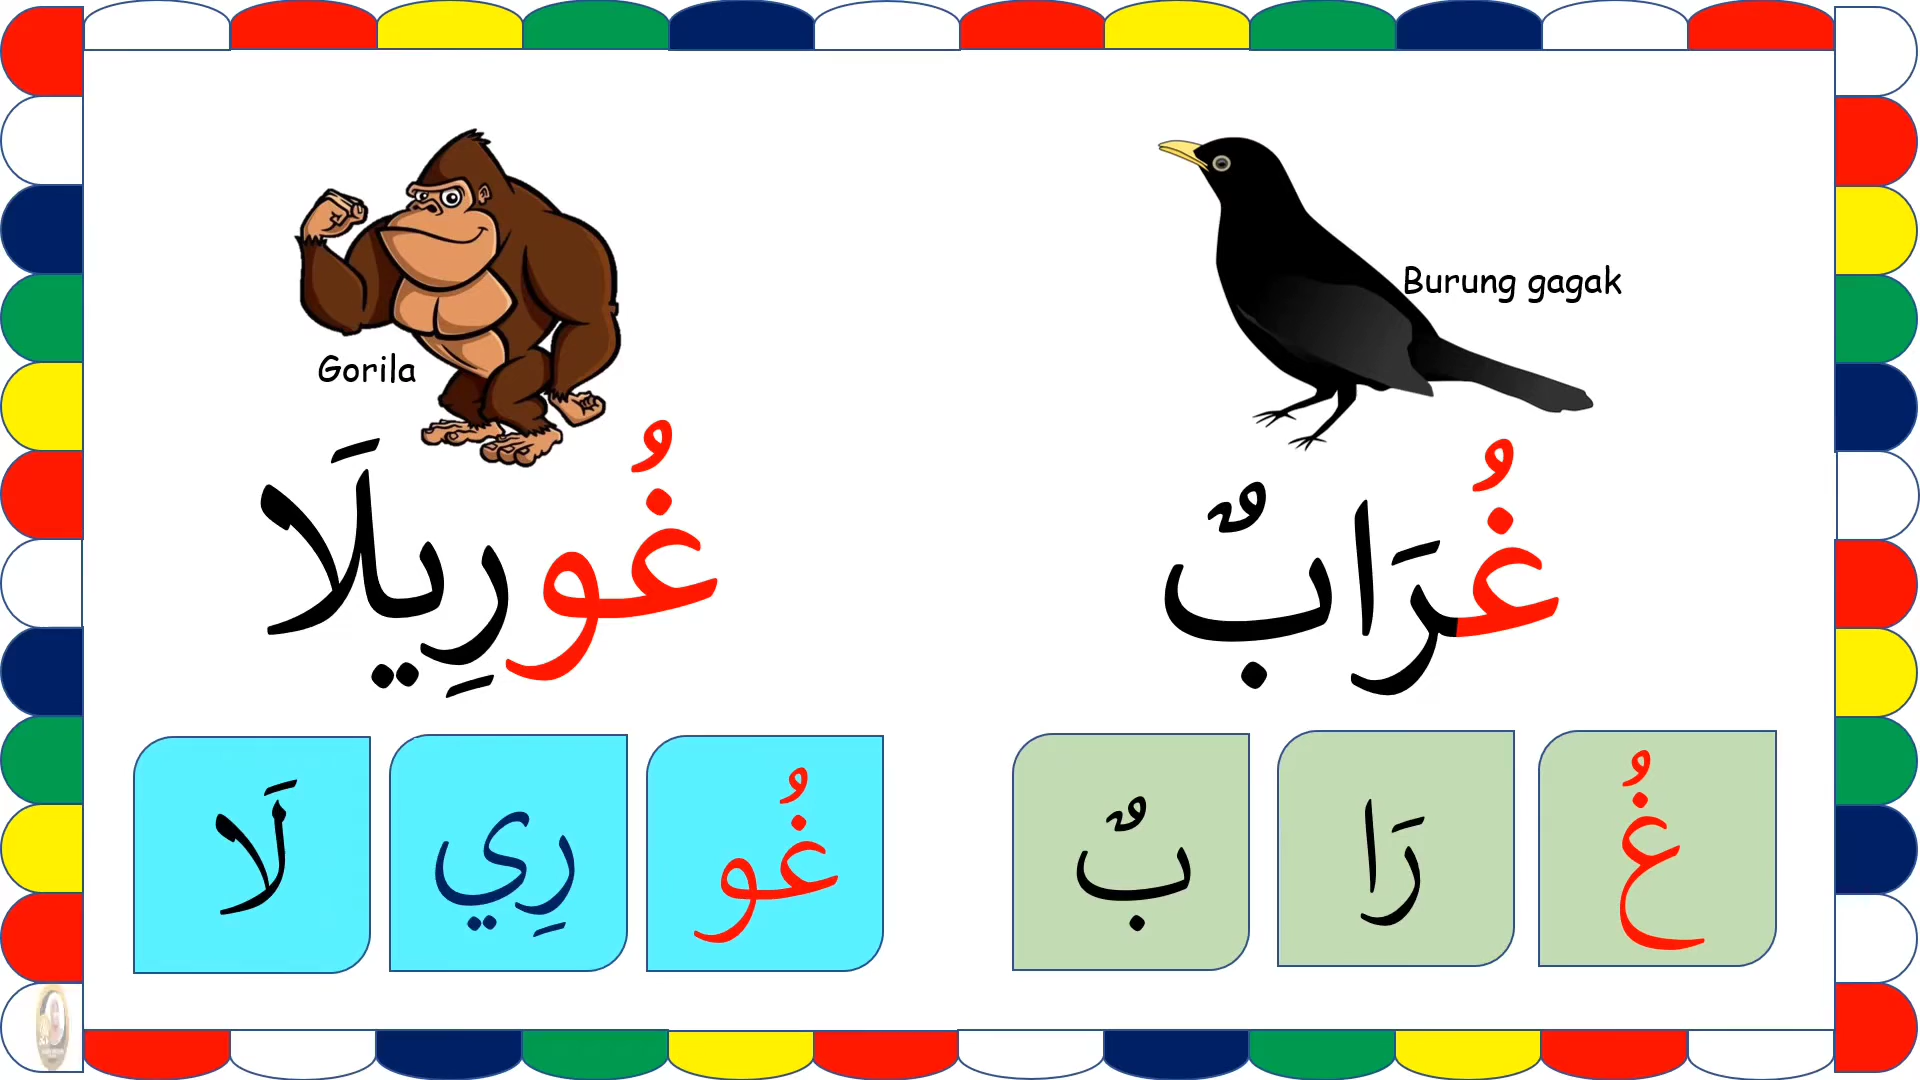 Burung gagak
غُرَابٌ
غُ
رَا
بٌ
Gorila
غُورِيلَا
غُو
رِي
لَا